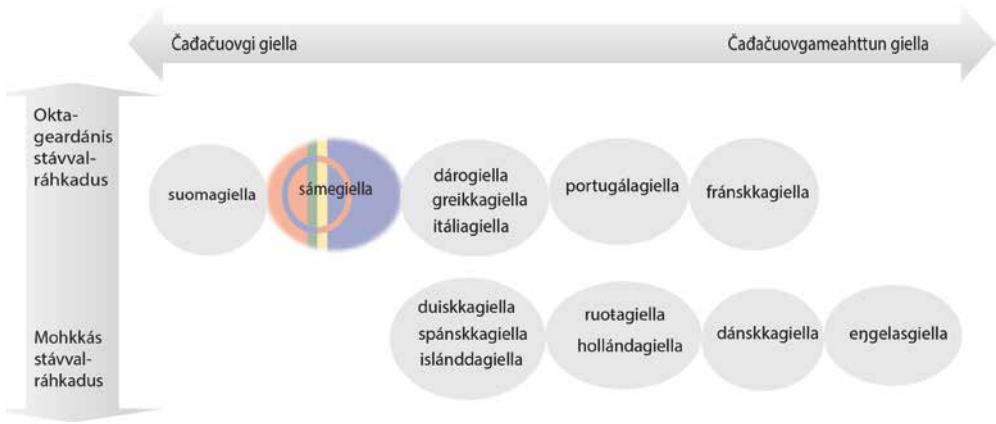 Čađačuovgi giella
Čađačuovgameahttun giella
Okta-
geardánis
stávval-
ráhkadus
suomagiella
sámegiella
dárogiella
greikkagiella
itáliagiella
portugálagiella
fránskkagiella
Mohkkás
stávval-
ráhkadus
duiskkagiella
spánskkagiella
islánddagiella
ruoŧagiella
hollándagiella
dánskkagiella
eŋgelasgiella